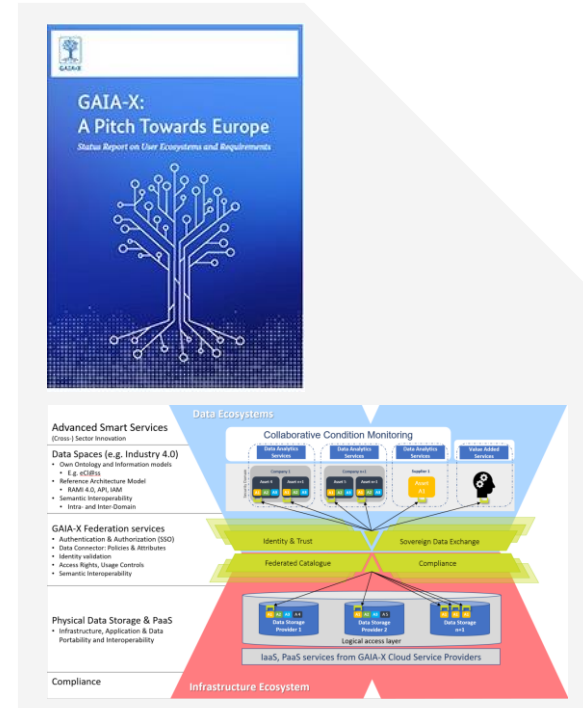 GAIA-X
GAIA-X:
A Pitch Towards Europe
Status Report on User Ecosystems and Requirements
Data Ecosystems
Advanced Smart Services
(Cross-) Sector Innovation
Data Spaces (e.g. Industry 4.0)
• Own Ontology and Information models
• E.g. eCl@ss
• Reference Architecture Model
• RAMI 4.0, API, IAM
• Semantic Interoperability
• Intra- and Inter-Domain
Collaborative Condition Monitoring
Data Analytics Services
Data Analytics Services
Data Analytics Services
Value Added Services
Company 1
Company n+1
Supplier 1
GAIA-X Federation services
• Authentication & Authorization (SSO)
• Data Connector: Policies & Attributes
• Identity validation
• Access Rights, Usage Controls
• Semantic Interoperability
Identity & Trust
Sovereign Data Exchange
Federated Catalogue
Compliance
Physical Data Storage & PaaS
• Infrastructure, Application & Data
Portability and Interoperability
Data Storage Provider 1
Data Storage Provider 2
Data Storage n+1
Logical access layer
IaaS, PaaS services from GAIA-X Cloud Service Providers
Compliance
Infrastructure Ecosystem